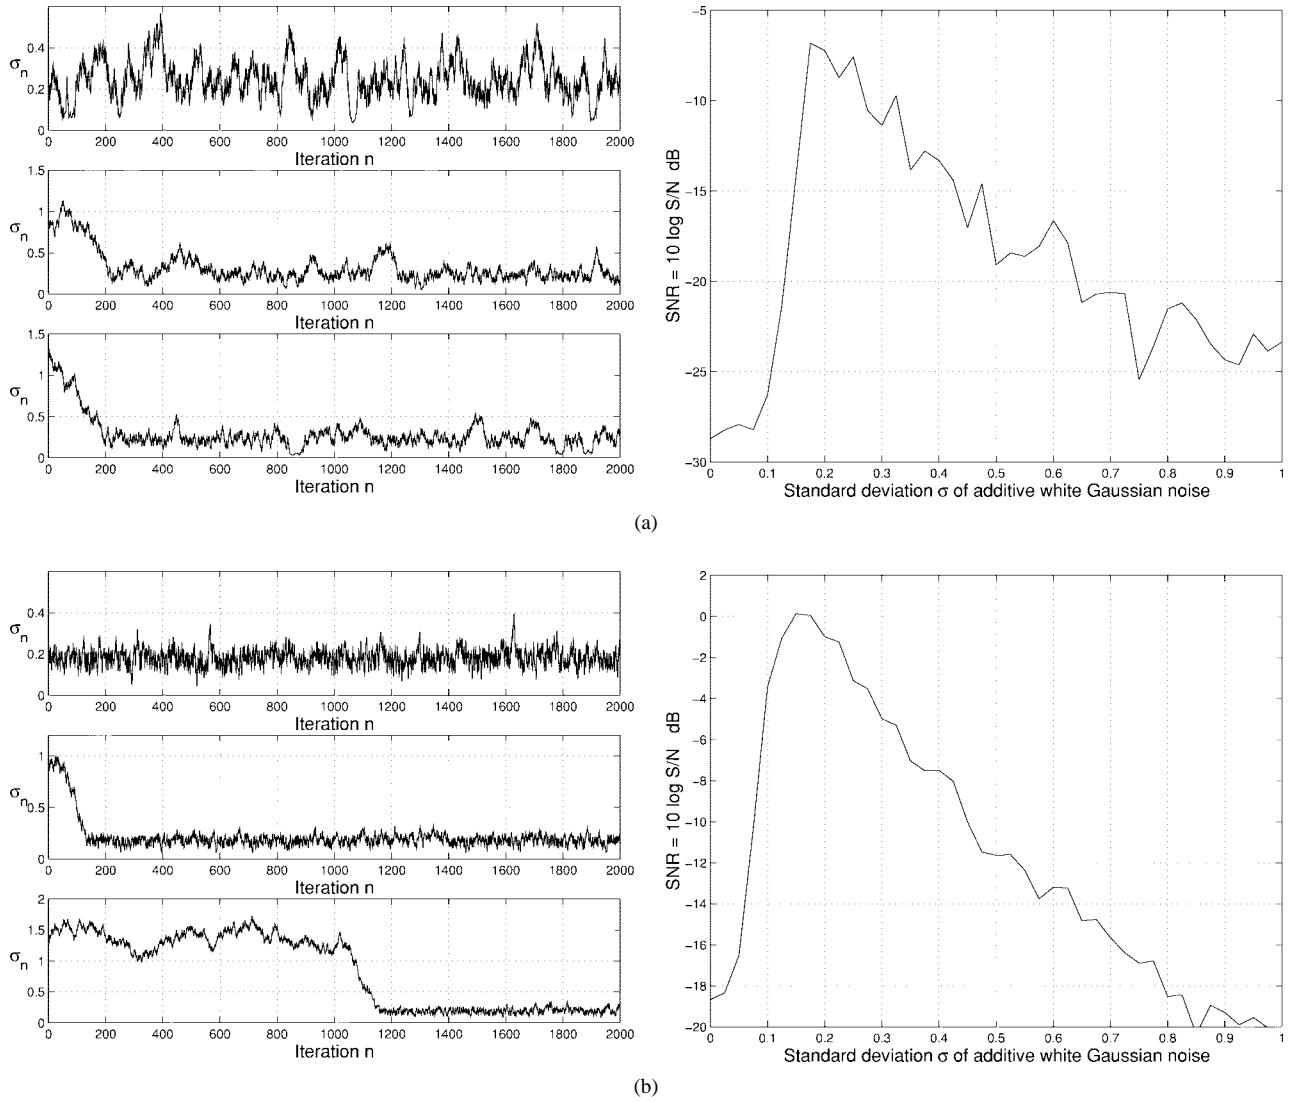 0.4
σn
0.2
0
0 200 400 600 800 1000 1200 1400 1600 1800 2000
Iteration n
1.5
1
σn
0.5
0
0 200 400 600 800 1000 1200 1400 1600 1800 2000
Iteration n
1.5
1
σn
0.5
0
0 200 400 600 800 1000 1200 1400 1600 1800 2000
Iteration n
−5
−10
−15
−20
−25
−30
SNR = 10 log S/N dB
0 0.1 0.2 0.3 0.4 0.5 0.6 0.7 0.8 0.9 1
Standard deviation σ of additive white Gaussian noise
(a)
0.4
σn
0.2
0
0 200 400 600 800 1000 1200 1400 1600 1800 2000
Iteration n
1
σn
0.5
0
0 200 400 600 800 1000 1200 1400 1600 1800 2000
Iteration n
2
1.5
σn
1
0.5
0
0 200 400 600 800 1000 1200 1400 1600 1800 2000
Iteration n
2
0
−2
−4
−6
−8
−10
−12
−14
−16
−18
−20
SNR = 10 log S/N dB
0 0.1 0.2 0.3 0.4 0.5 0.6 0.7 0.8 0.9 1
Standard deviation σ of additive white Gaussian noise
(b)